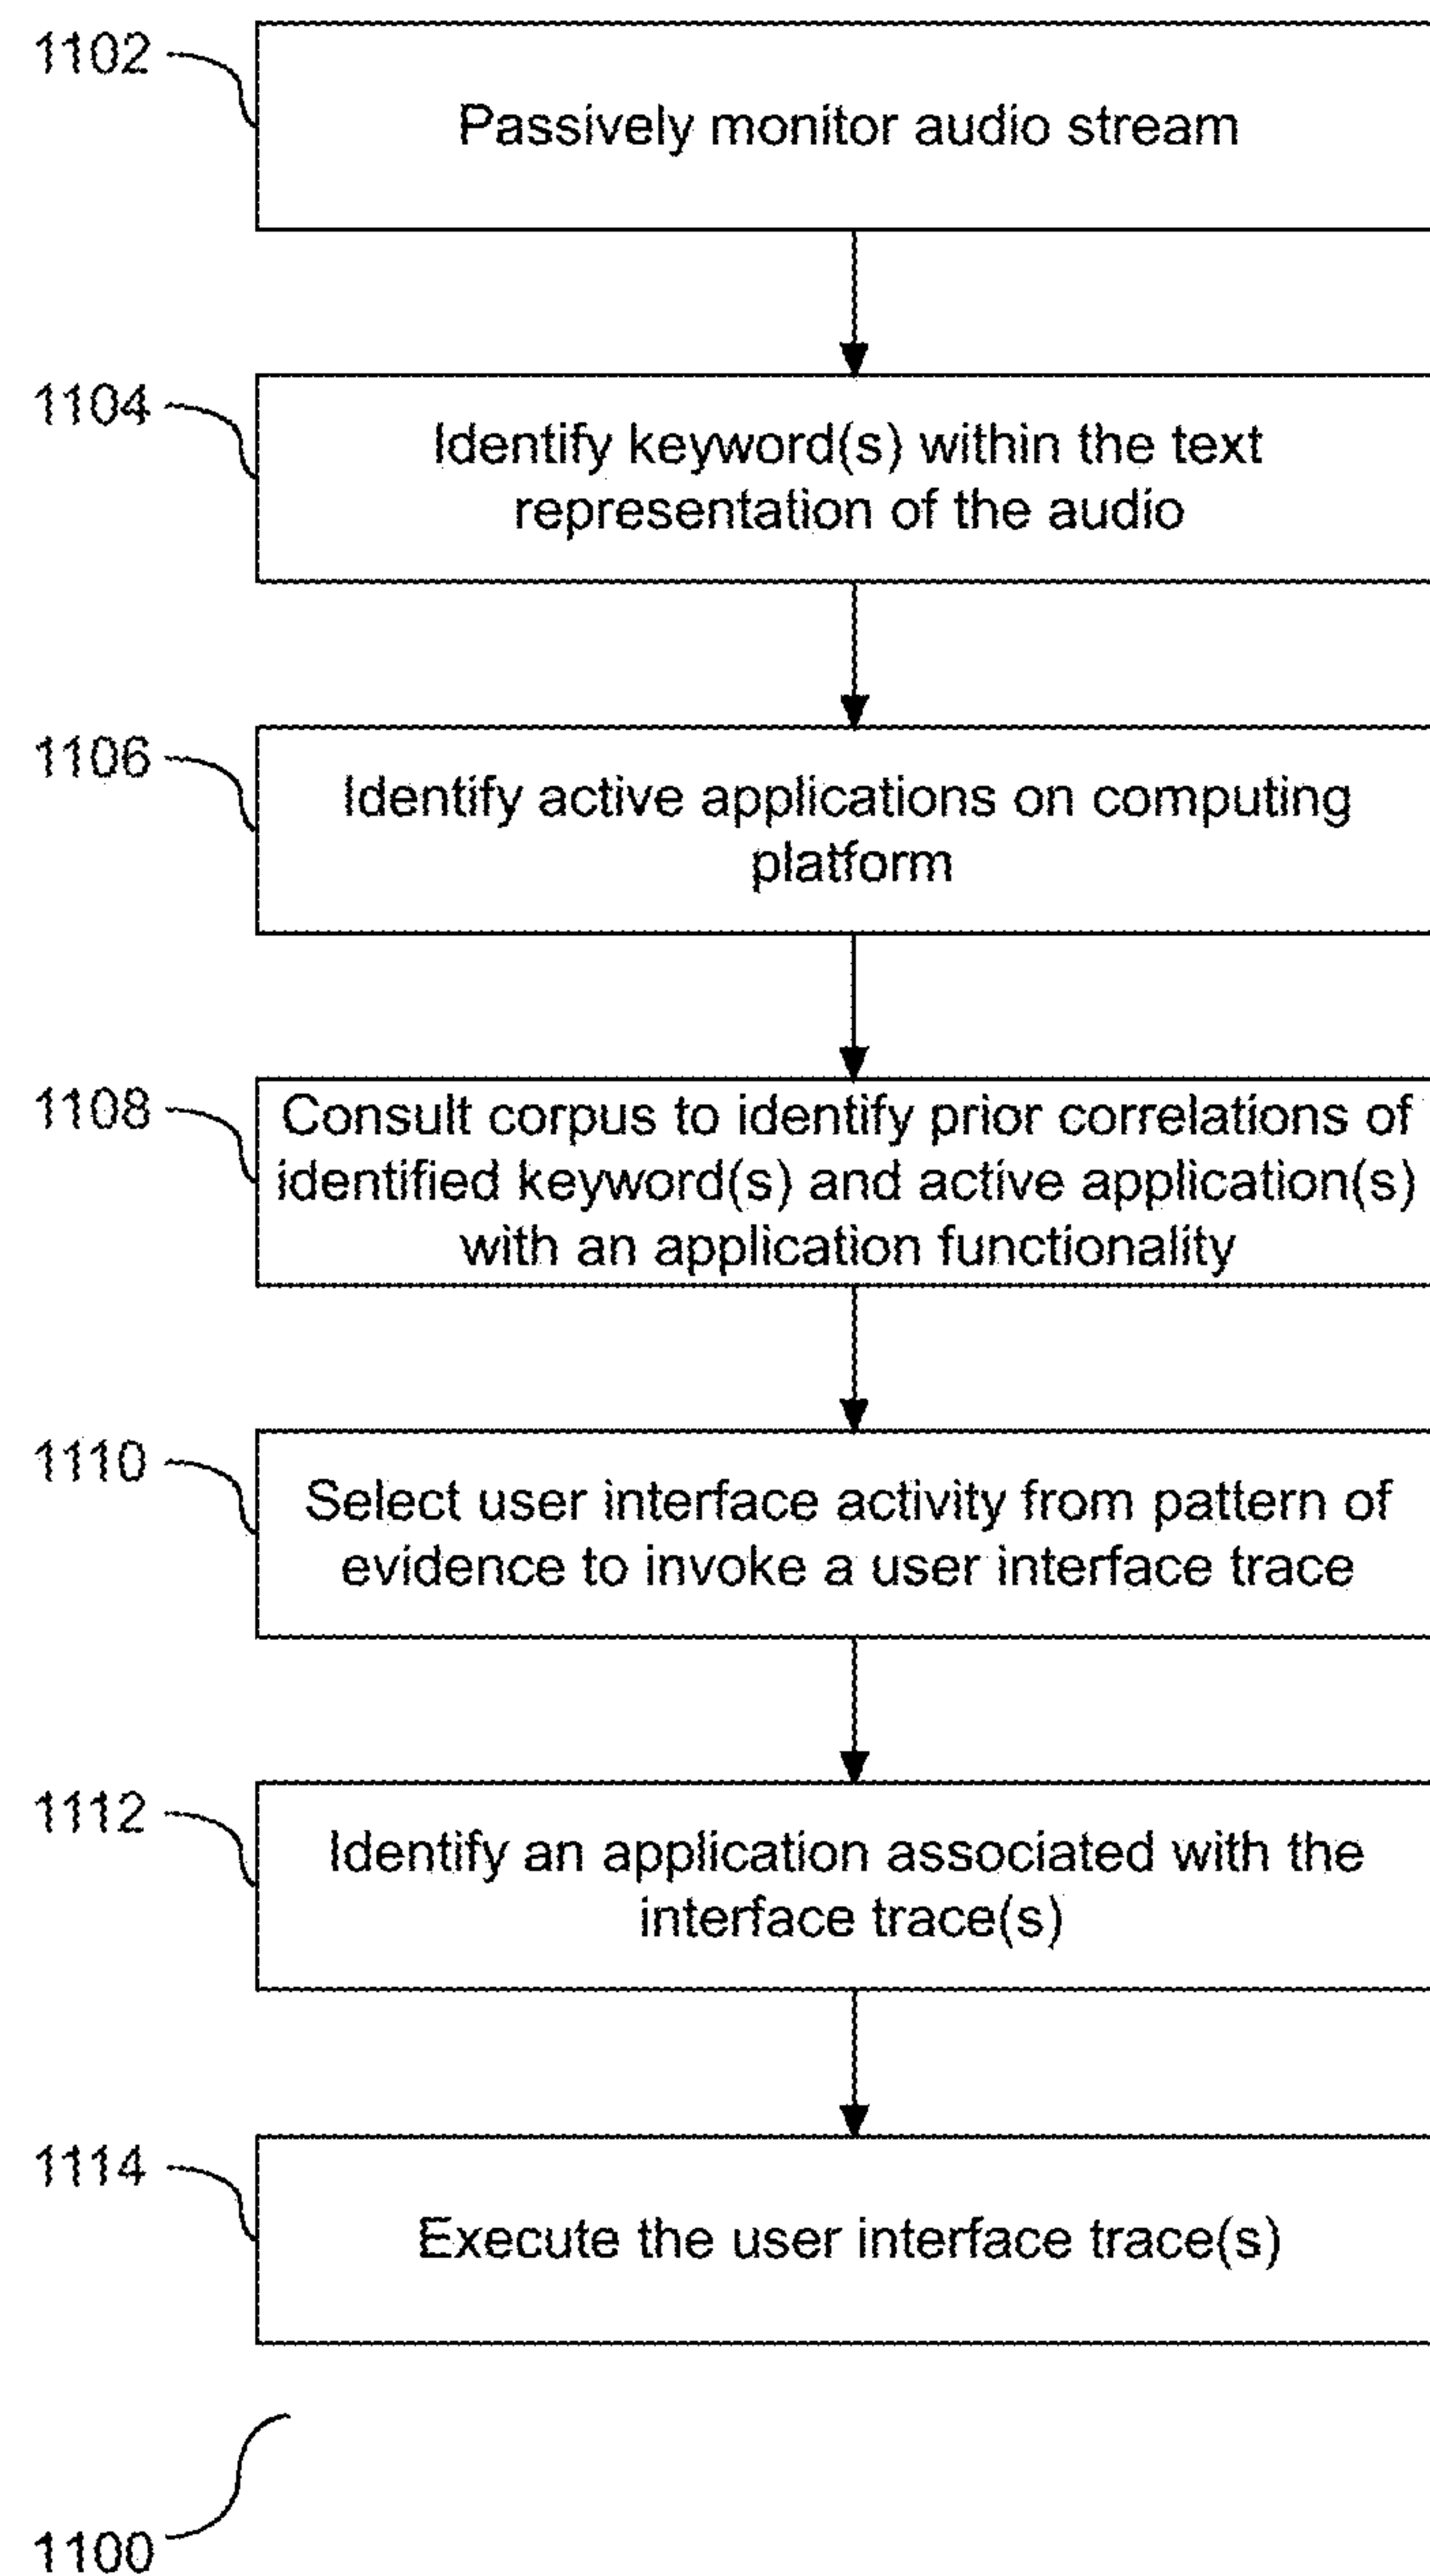 1102
Passively monitor audio stream
1104
Identify keyword(s) within the text
representation of the audio
1106
Identify active applications on computing
platform
1108
Consult corpus to identify prior correlations of
identified keyword(s) and active application(s)
with an application functionality
1110
Select user interface activity from pattern of
evidence to invoke a user interface trace
1112
Identify an application associated with the
interface trace(s)
1114
Execute the user interface trace(s)
1100